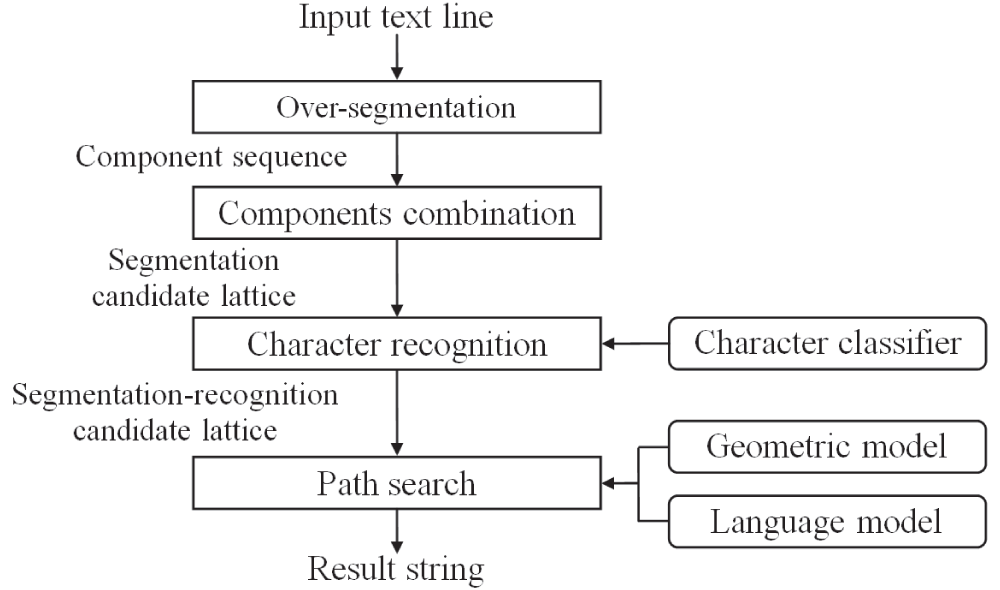 Input text line
Over-segmentation
Component sequence
Components combination
Segmentation
candidate lattice
Character recognition
Character classifier
Segmentation-recognition
candidate lattice
Geometric model
Path search
Language model
Result string